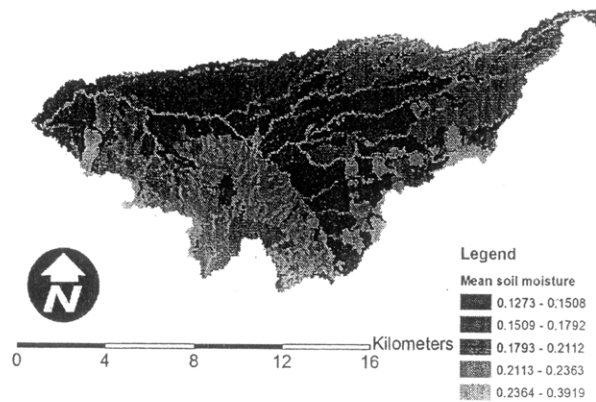 Legend
Mean soil moisture
0.1273 - 0.1508
0.1509 - 0.1792
0.1793 - 0.2112
0.2113 - 0.2363
0.2364 - 0.3919
N
Kilometers
0 4 8 12 16